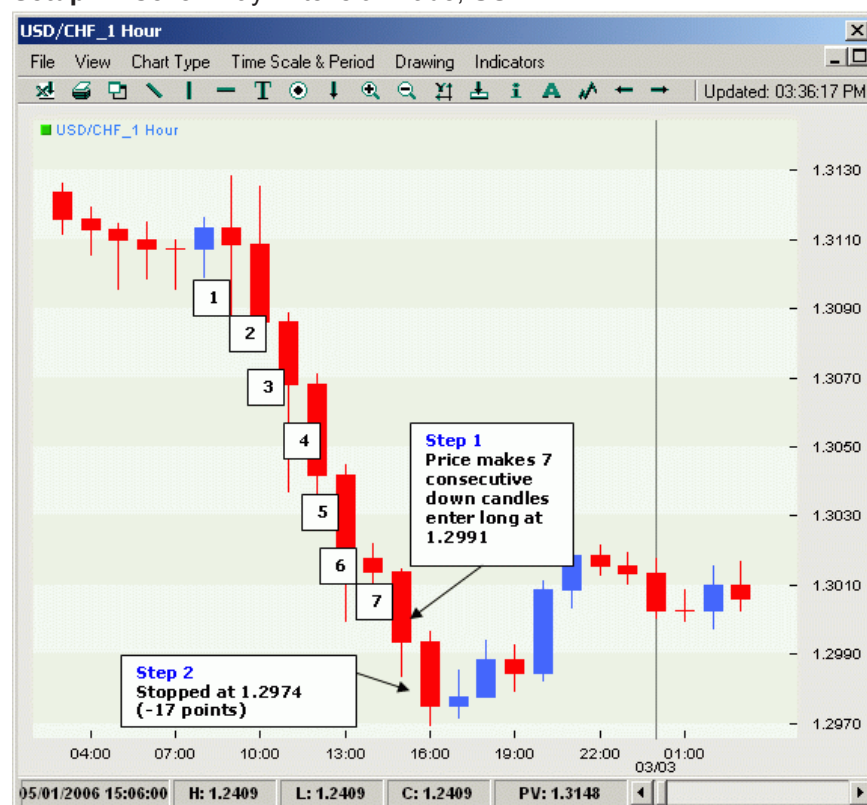 USD/CHF_1 Hour
File View Chart Type Time Scale & Period Drawing Indicators
Updated: 03:36:17 PM
USD/CHF_1 Hour
1.3130
1.3110
1.3090
1.3070
1.3050
1.3030
1.3010
1.2990
1.2970
1
2
3
4
5
6
7
Step 1
Price makes 7
consecutive
down candles
enter long at
1.2991
Step 2
Stopped at 1.2974
(-17 points)
04:00 07:00 10:00 13:00 16:00 19:00 22:00 01:00
03/03
05/01/2006 15:06:00 H: 1.2409 L: 1.2409 C: 1.2409 PV: 1.3148